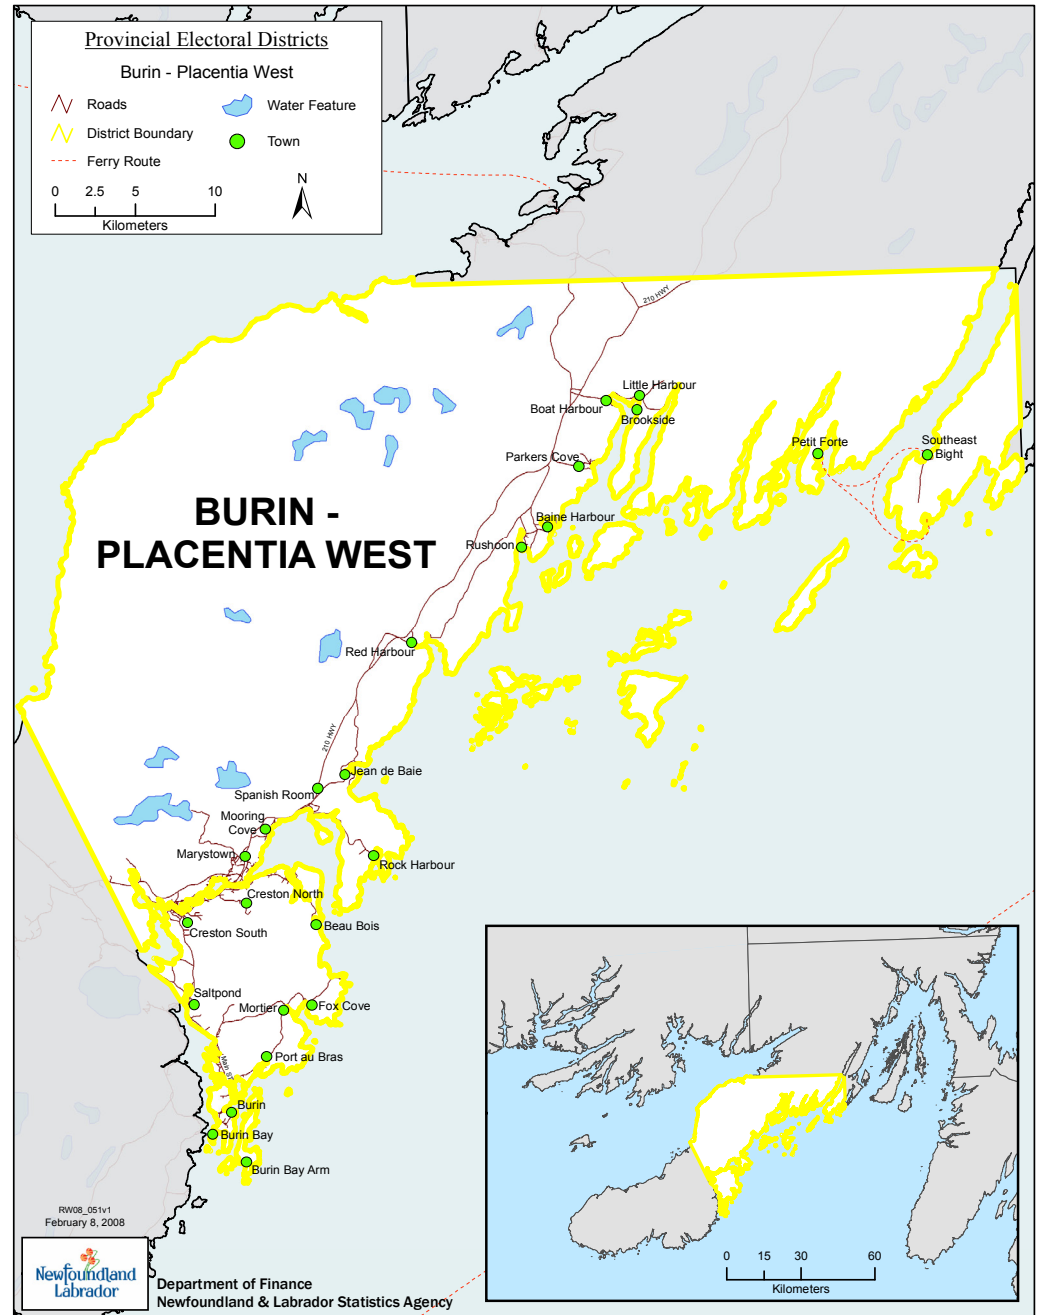 Provincial Electoral Districts
Burin - Placentia West
Roads
Water Feature
District Boundary
Town
Ferry Route
0 2.5 5 10
Kilometers
N
210 HWY
Little Harbour
Boat Harbour
Brookside
Petit Forte
Southeast
Bight
Parkers Cove
BURIN -
PLACENTIA WEST
Baine Harbour
Rushoon
Red Harbour
210 HWY
Jean de Baie
Spanish Room
Mooring
Cove
Marystown
Rock Harbour
Creston North
Creston South
Beau Bois
Saltpond
Mortier
Fox Cove
Port au Bras
Main ST
Burin
Burin Bay
Burin Bay Arm
RW08_051v1
February 8, 2008
Newfoundland
Labrador
Department of Finance
Newfoundland & Labrador Statistics Agency
0 15 30 60
Kilometers